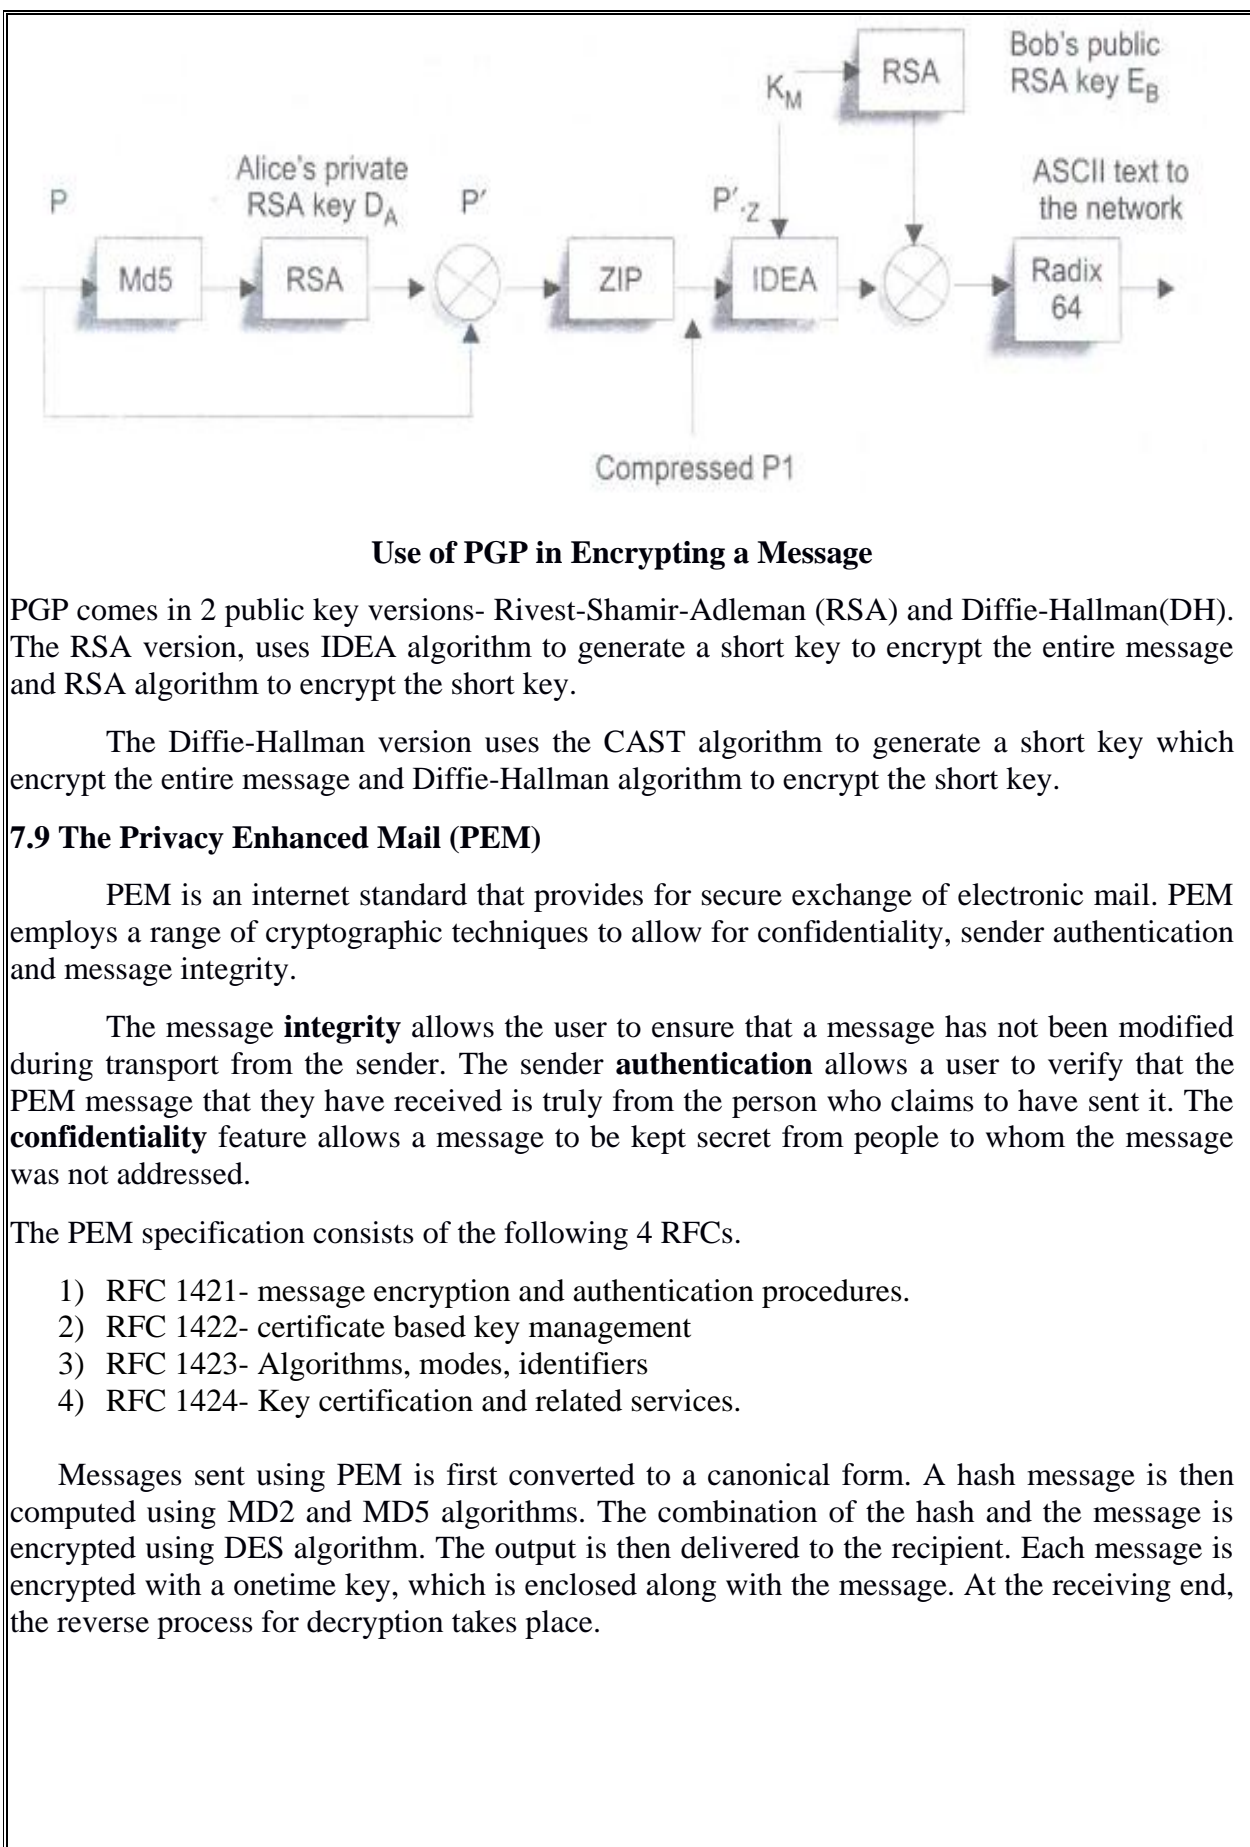 Bob's public
RSA key E_B
RSA
K_M
Alice's private
RSA key D_A
ASCII text to
the network
P
P′
P′.z
Md5
RSA
ZIP
IDEA
Radix
64
Compressed P1
Use of PGP in Encrypting a Message
PGP comes in 2 public key versions- Rivest-Shamir-Adleman (RSA) and Diffie-Hallman(DH).
The RSA version, uses IDEA algorithm to generate a short key to encrypt the entire message
and RSA algorithm to encrypt the short key.
The Diffie-Hallman version uses the CAST algorithm to generate a short key which
encrypt the entire message and Diffie-Hallman algorithm to encrypt the short key.
7.9 The Privacy Enhanced Mail (PEM)
PEM is an internet standard that provides for secure exchange of electronic mail. PEM
employs a range of cryptographic techniques to allow for confidentiality, sender authentication
and message integrity.
The message integrity allows the user to ensure that a message has not been modified
during transport from the sender. The sender authentication allows a user to verify that the
PEM message that they have received is truly from the person who claims to have sent it. The
confidentiality feature allows a message to be kept secret from people to whom the message
was not addressed.
The PEM specification consists of the following 4 RFCs.
1) RFC 1421- message encryption and authentication procedures.
2) RFC 1422- certificate based key management
3) RFC 1423- Algorithms, modes, identifiers
4) RFC 1424- Key certification and related services.
Messages sent using PEM is first converted to a canonical form. A hash message is then
computed using MD2 and MD5 algorithms. The combination of the hash and the message is
encrypted using DES algorithm. The output is then delivered to the recipient. Each message is
encrypted with a onetime key, which is enclosed along with the message. At the receiving end,
the reverse process for decryption takes place.